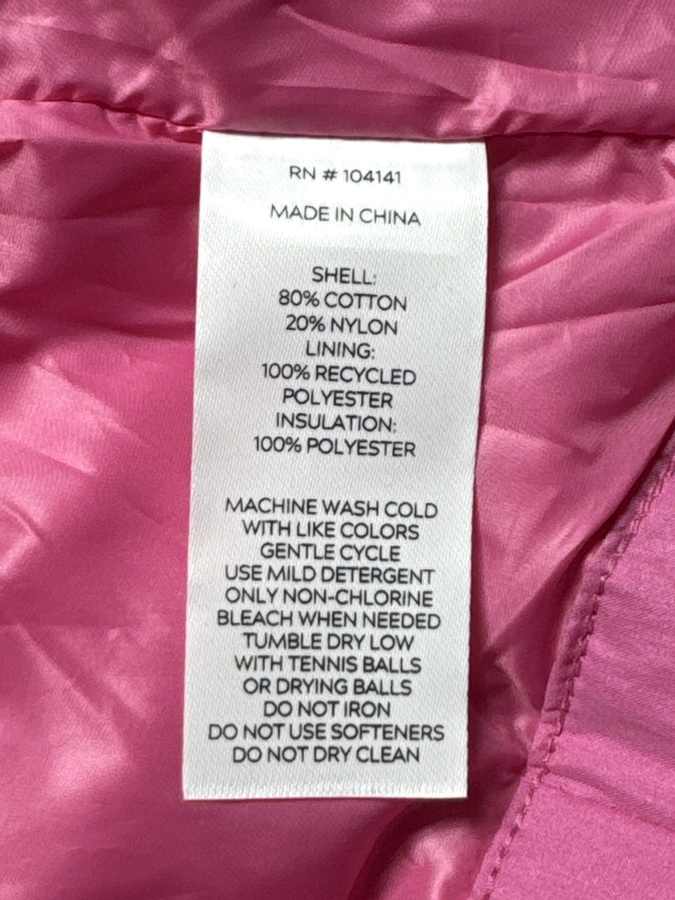 RN # 104141
MADE IN CHINA
SHELL:
80% COTTON
20% NYLON
LINING:
100% RECYCLED
POLYESTER
INSULATION:
100% POLYESTER
MACHINE WASH COLD
WITH LIKE COLORS
GENTLE CYCLE
USE MILD DETERGENT
ONLY NON-CHLORINE
BLEACH WHEN NEEDED
TUMBLE DRY LOW
WITH TENNIS BALLS
OR DRYING BALLS
DO NOT IRON
DO NOT USE SOFTENERS
DO NOT DRY CLEAN